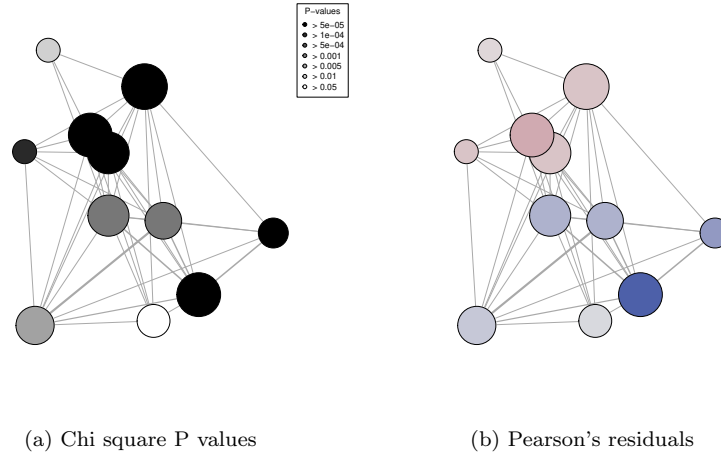 P-values
> 5e-05
> 1e-04
> 5e-04
> 0.001
> 0.005
> 0.01
> 0.05
(a) Chi square P values
(b) Pearson's residuals